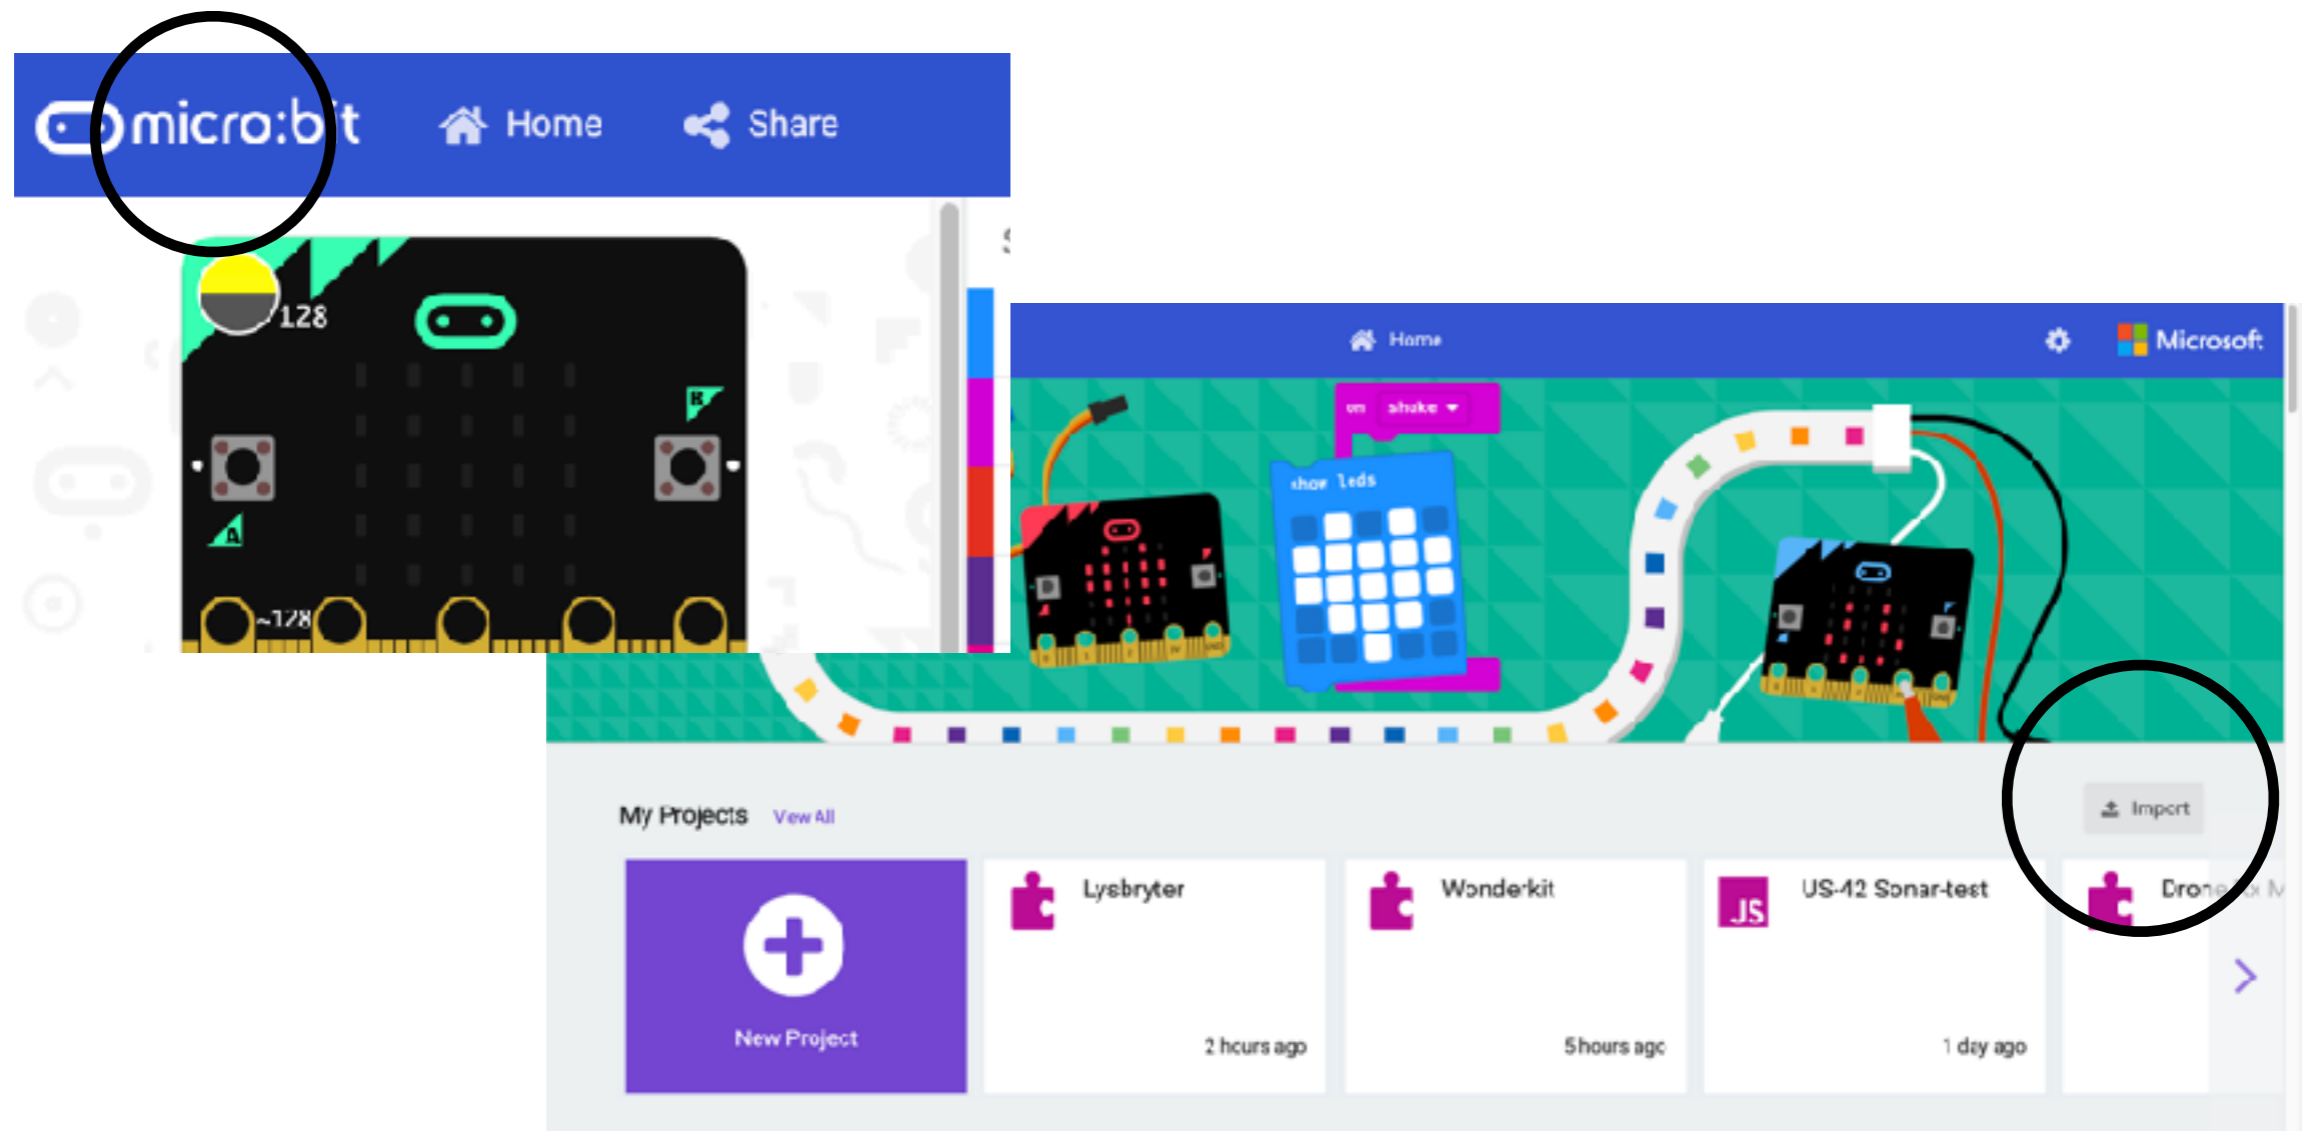 micro:bit Home Share
128
B
A
~128
Home Microsoft
on shake
show leds
My Projects View All Import
New Project
Lysbryter
2 hours ago
Wonderkit
5 hours ago
JS US-42 Sonar-test
1 day ago